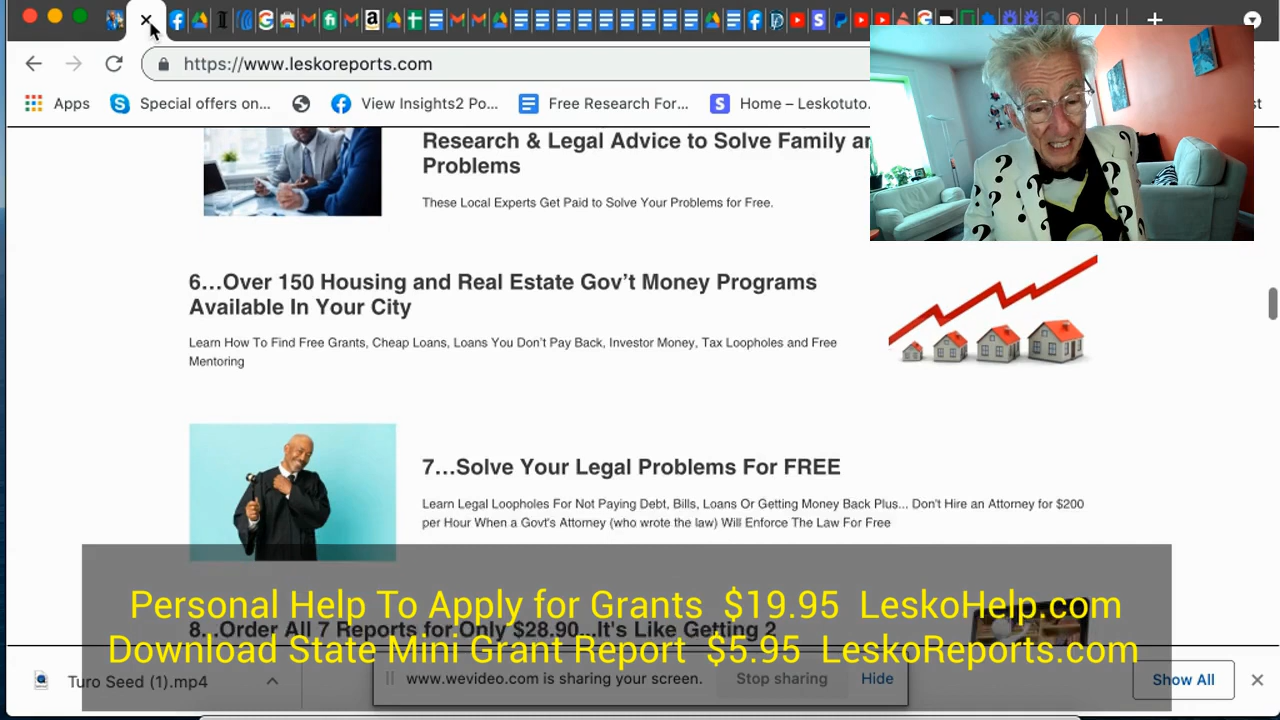 https://www.leskoreports.com
Apps
Special offers on...
View Insights2 Po...
Free Research For...
Home – Leskotuto.
Research & Legal Advice to Solve Family
Problems
These Local Experts Get Paid to Solve Your Problems for Free.
6...Over 150 Housing and Real Estate Gov't Money Programs
Available In Your City
Learn How To Find Free Grants, Cheap Loans, Loans You Don't Pay Back, Investor Money, Tax Loopholes and Free
Mentoring
7...Solve Your Legal Problems For FREE
Learn Legal Loopholes For Not Paying Debt, Bills, Loans Or Getting Money Back Plus... Don't Hire an Attorney for $200
per Hour When a Govt's Attorney (who wrote the law) Will Enforce The Law For Free
Personal Help To Apply for Grants $19.95 LeskoHelp.com
8...Order All 7 Reports for Only $28.90...It's Like Getting 2
Download State Mini Grant Report $5.95 LeskoReports.com
Turo Seed (1).mp4
www.wevideo.com is sharing your screen.
Stop sharing
Hide
Show All